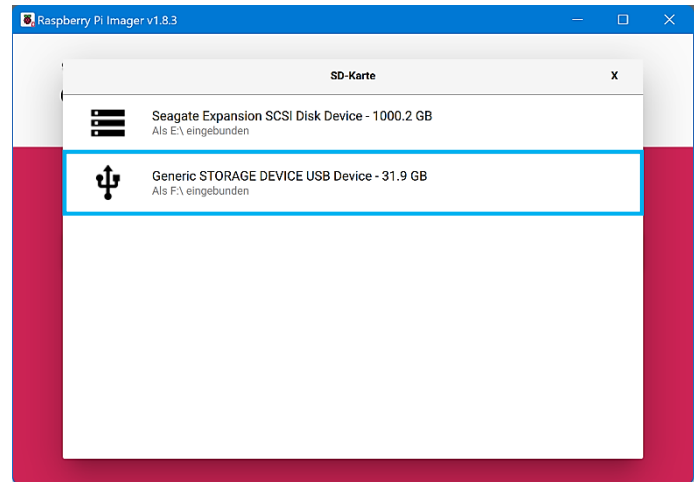 Raspberry Pi Imager v1.8.3
SD-Karte
X
Seagate Expansion SCSI Disk Device - 1000.2 GB
Als E:\ eingebunden
Generic STORAGE DEVICE USB Device - 31.9 GB
Als F:\ eingebunden